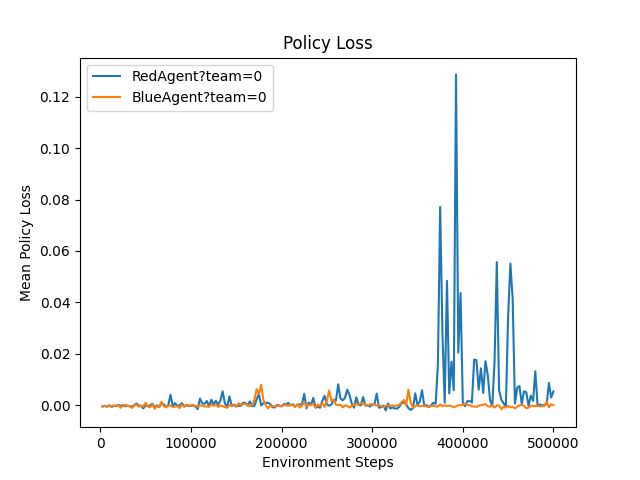 Policy Loss
RedAgent?team=0
BlueAgent?team=0
Mean Policy Loss
0.12
0.10
0.08
0.06
0.04
0.02
0.00
0
100000
200000
300000
400000
500000
Environment Steps